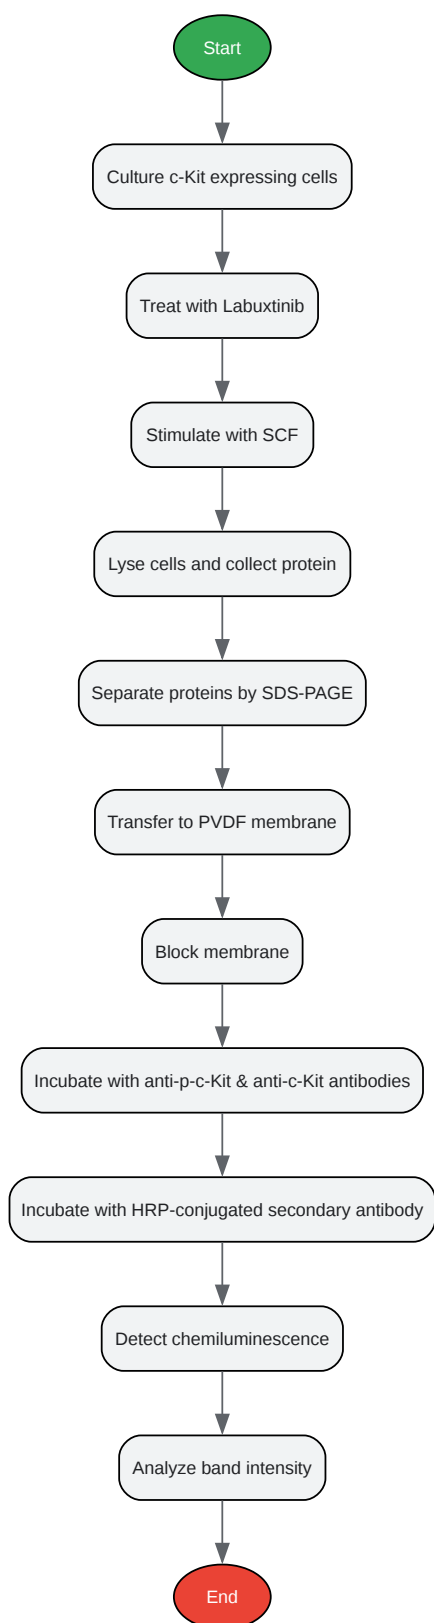 Start
Culture c-Kit expressing cells
Treat with Labuxtinib
Stimulate with SCF
Lyse cells and collect protein
Separate proteins by SDS-PAGE
Transfer to PVDF membrane
Block membrane
Incubate with anti-p-c-Kit & anti-c-Kit antibodies
Incubate with HRP-conjugated secondary antibody
Detect chemiluminescence
Analyze band intensity
End